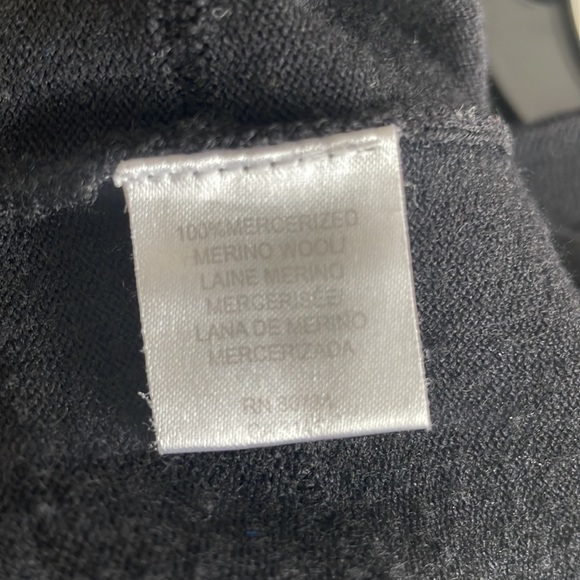 100% MERCERIZED
MERINO WOOL
LAINE MERINO
MERCERISÉE
LANA DE MERINO
MERCERIZADA
RN